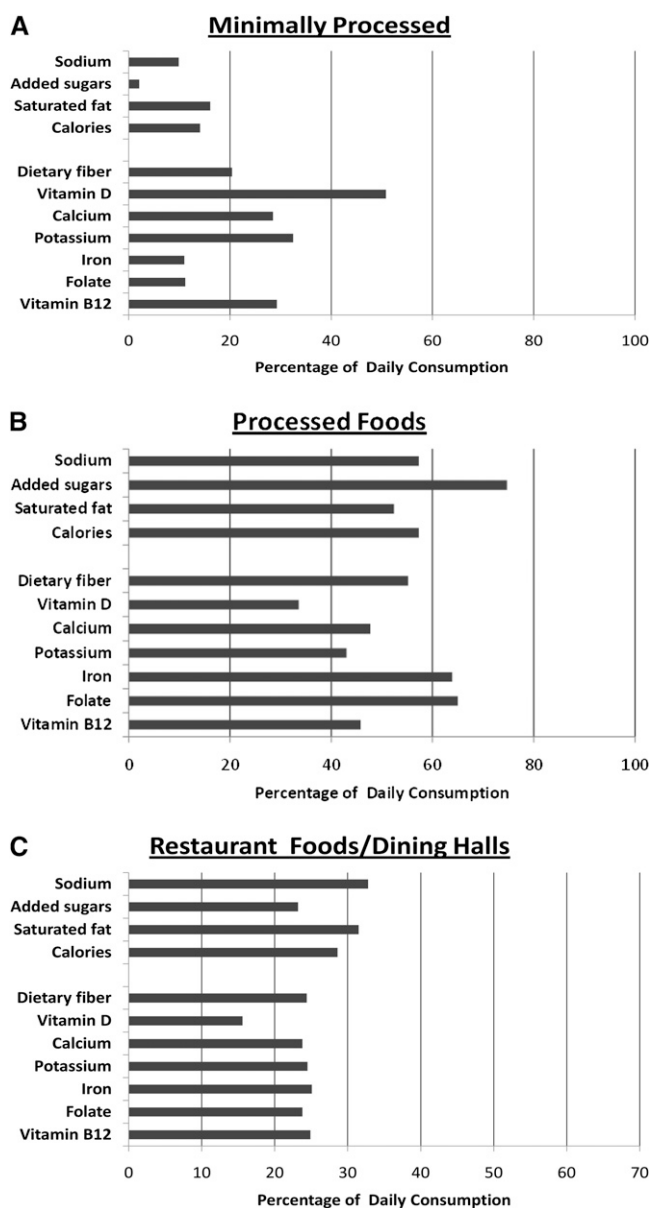 A
Minimally Processed
Sodium
Added sugars
Saturated fat
Calories
Dietary fiber
Vitamin D
Calcium
Potassium
Iron
Folate
Vitamin B12
0 20 40 60 80 100
Percentage of Daily Consumption
B
Processed Foods
Sodium
Added sugars
Saturated fat
Calories
Dietary fiber
Vitamin D
Calcium
Potassium
Iron
Folate
Vitamin B12
0 20 40 60 80 100
Percentage of Daily Consumption
C
Restaurant Foods/Dining Halls
Sodium
Added sugars
Saturated fat
Calories
Dietary fiber
Vitamin D
Calcium
Potassium
Iron
Folate
Vitamin B12
0 10 20 30 40 50 60 70
Percentage of Daily Consumption